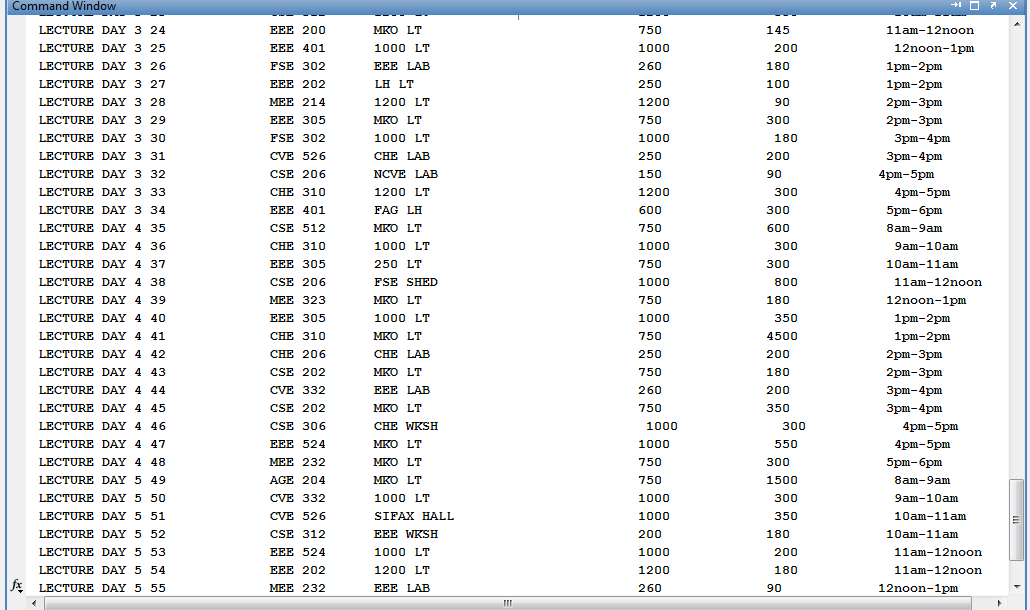 Command Window
LECTURE DAY 3 24 EEE 200 MKO LT 750 145 11am-12noon
LECTURE DAY 3 25 EEE 401 1000 LT 1000 200 12noon-1pm
LECTURE DAY 3 26 FSE 302 EEE LAB 260 180 1pm-2pm
LECTURE DAY 3 27 EEE 202 LH LT 250 100 1pm-2pm
LECTURE DAY 3 28 MEE 214 1200 LT 1200 90 2pm-3pm
LECTURE DAY 3 29 EEE 305 MKO LT 750 300 2pm-3pm
LECTURE DAY 3 30 FSE 302 1000 LT 1000 180 3pm-4pm
LECTURE DAY 3 31 CVE 526 CHE LAB 250 200 3pm-4pm
LECTURE DAY 3 32 CSE 206 NCVE LAB 150 90 4pm-5pm
LECTURE DAY 3 33 CHE 310 1200 LT 1200 300 4pm-5pm
LECTURE DAY 3 34 EEE 401 FAG LH 600 300 5pm-6pm
LECTURE DAY 4 35 CSE 512 MKO LT 750 600 8am-9am
LECTURE DAY 4 36 CHE 310 1000 LT 1000 300 9am-10am
LECTURE DAY 4 37 EEE 305 250 LT 750 300 10am-11am
LECTURE DAY 4 38 CSE 206 FSE SHED 1000 800 11am-12noon
LECTURE DAY 4 39 MEE 323 MKO LT 750 180 12noon-1pm
LECTURE DAY 4 40 EEE 305 1000 LT 1000 350 1pm-2pm
LECTURE DAY 4 41 CHE 310 MKO LT 750 4500 1pm-2pm
LECTURE DAY 4 42 CHE 206 CHE LAB 250 200 2pm-3pm
LECTURE DAY 4 43 CSE 202 MKO LT 750 180 2pm-3pm
LECTURE DAY 4 44 CVE 332 EEE LAB 260 200 3pm-4pm
LECTURE DAY 4 45 CSE 202 MKO LT 750 350 3pm-4pm
LECTURE DAY 4 46 CSE 306 CHE WKSH 1000 300 4pm-5pm
LECTURE DAY 4 47 EEE 524 MKO LT 1000 550 4pm-5pm
LECTURE DAY 4 48 MEE 232 MKO LT 750 300 5pm-6pm
LECTURE DAY 5 49 AGE 204 MKO LT 750 1500 8am-9am
LECTURE DAY 5 50 CVE 332 1000 LT 1000 300 9am-10am
LECTURE DAY 5 51 CVE 526 SIFAX HALL 1000 350 10am-11am
LECTURE DAY 5 52 CSE 312 EEE WKSH 200 180 10am-11am
LECTURE DAY 5 53 EEE 524 1000 LT 1000 200 11am-12noon
LECTURE DAY 5 54 EEE 202 1200 LT 1200 180 11am-12noon
LECTURE DAY 5 55 MEE 232 EEE LAB 260 90 12noon-1pm
fx